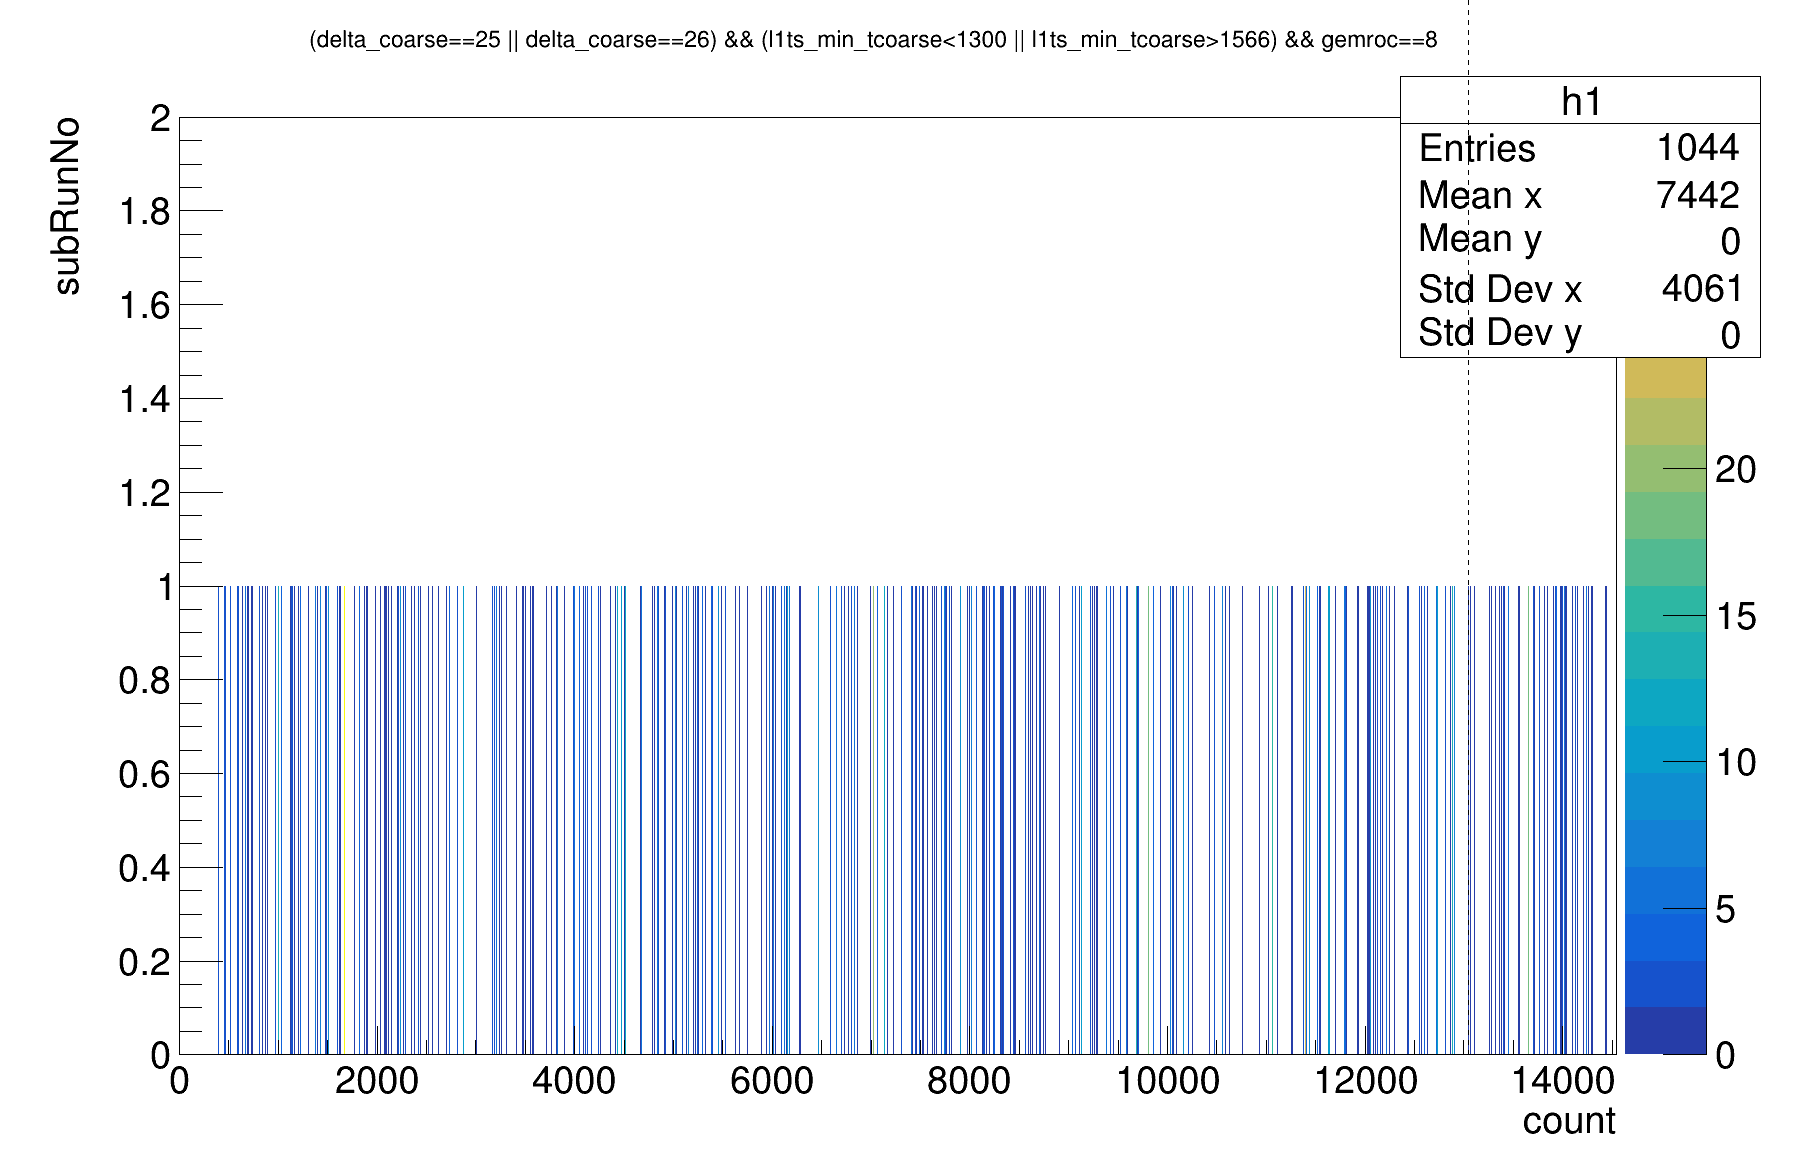 (delta_coarse==25 || delta_coarse==26) && (l1ts_min_tcoarse<1300 || l1ts_min_tcoarse>1566) && gemroc==8
h1
Entries 1044
Mean x 7442
Mean y 0
Std Dev x 4061
Std Dev y 0
subRunNo
2
1.8
1.6
1.4
1.2
1
0.8
0.6
0.4
0.2
0
0 2000 4000 6000 8000 10000 12000 14000
count
20
15
10
5
0